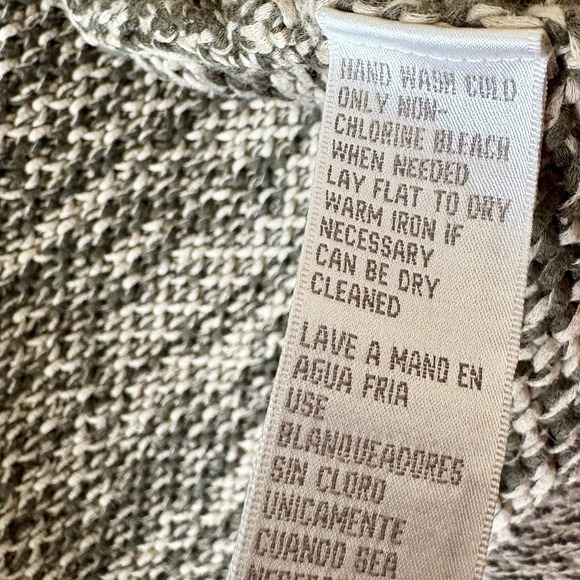 HAND WASH COLD
ONLY NON-
CHLORINE BLEACH
WHEN NEEDED
LAY FLAT TO DRY
WARM IRON IF
NECESSARY
CAN BE DRY
CLEANED
LAVE A MANO EN
AGUA FRIA
USE
BLANQUEADORES
SIN CLORO
UNICAMENTE
CUANDO SEA